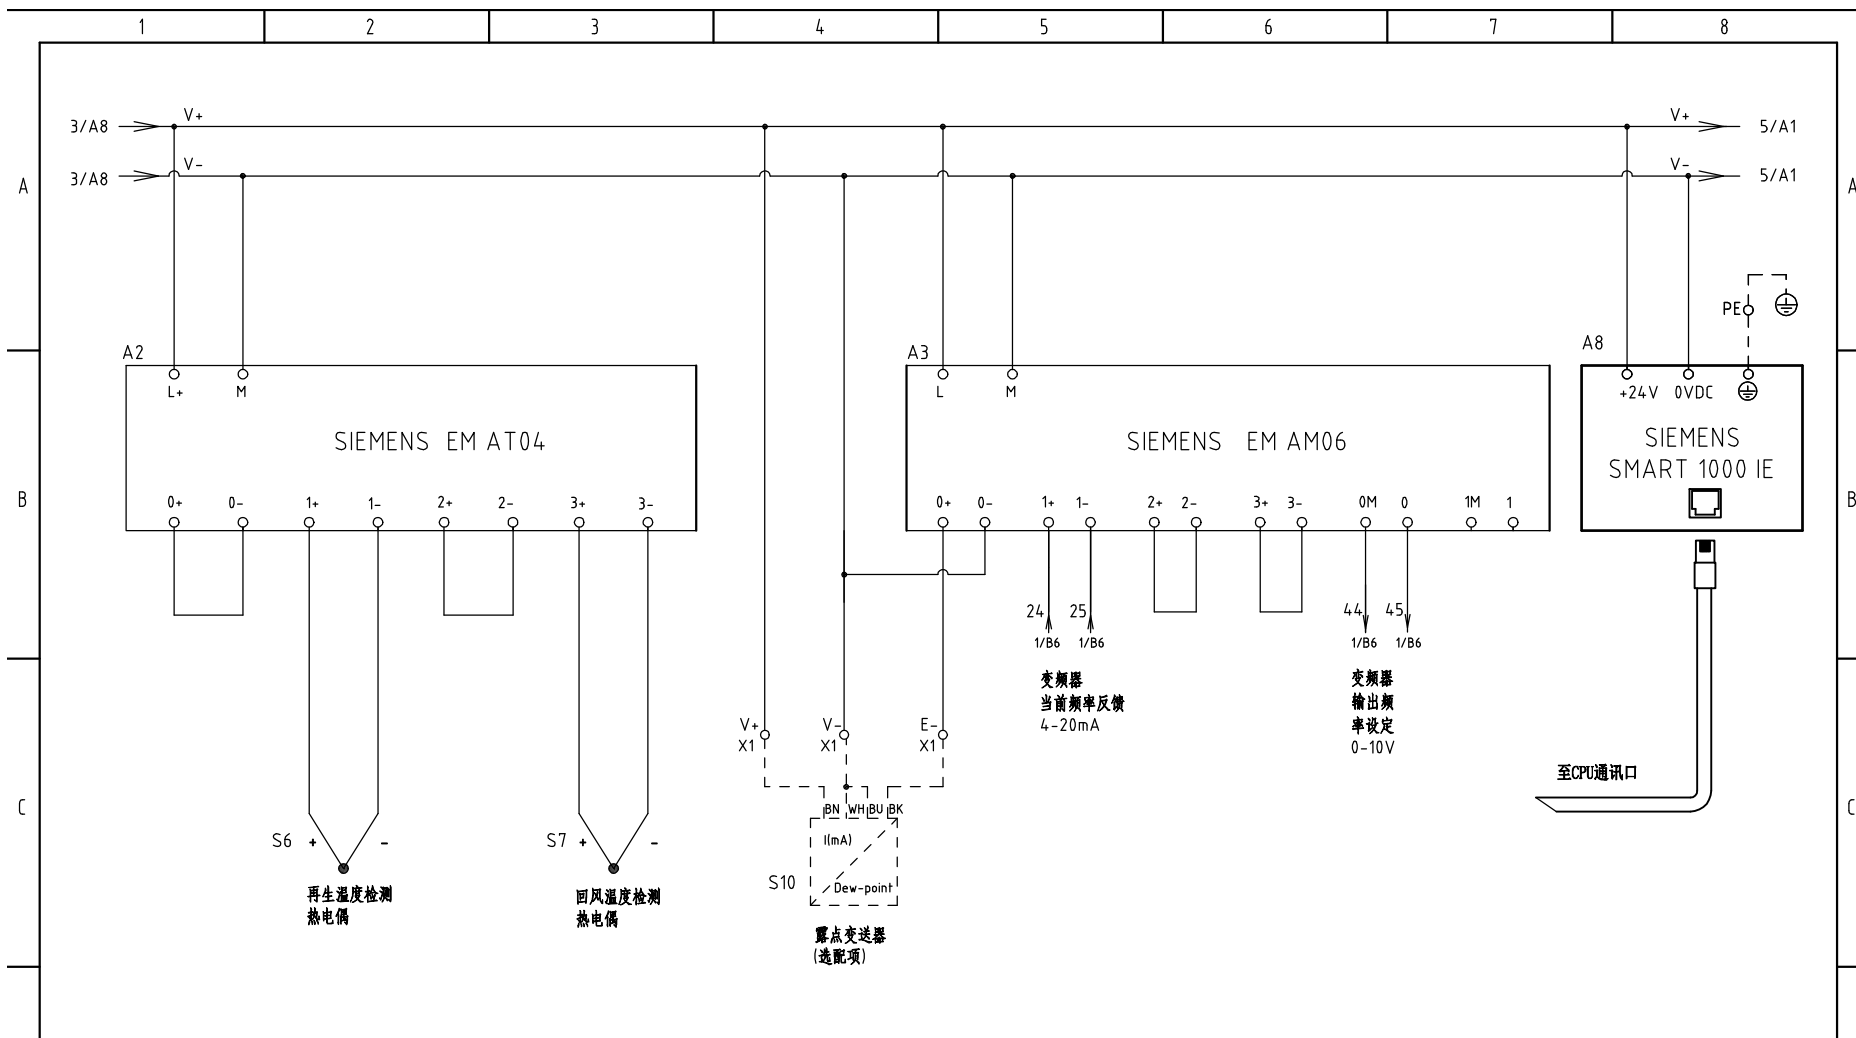 1 2 3 4 5 6 7 8
V+ V+
3/A8 5/A1
V- V-
3/A8 5/A1
A A
PE
A2 A3 A8
L+ M L M +24V 0VDC
SIEMENS EM AT04 SIEMENS EM AM06 SIEMENS
SMART 1000 IE
B B
0+ 0- 1+ 1- 2+ 2- 3+ 3- 0+ 0- 1+ 1- 2+ 2- 3+ 3- 0M 0 1M 1
24 25 44 45
1/B6 1/B6 1/B6 1/B6
变频器
当前频率反馈
4-20mA
变频器
输出频
率设定
0-10V
V+ V- E-
X1 X1 X1
至CPU通讯口
C C
BN WH BU BK
I(mA)
Dew-point
S6 + - S7 + - S10
再生温度检测
热电偶
回风温度检测
热电偶
露点变送器
(选配项)